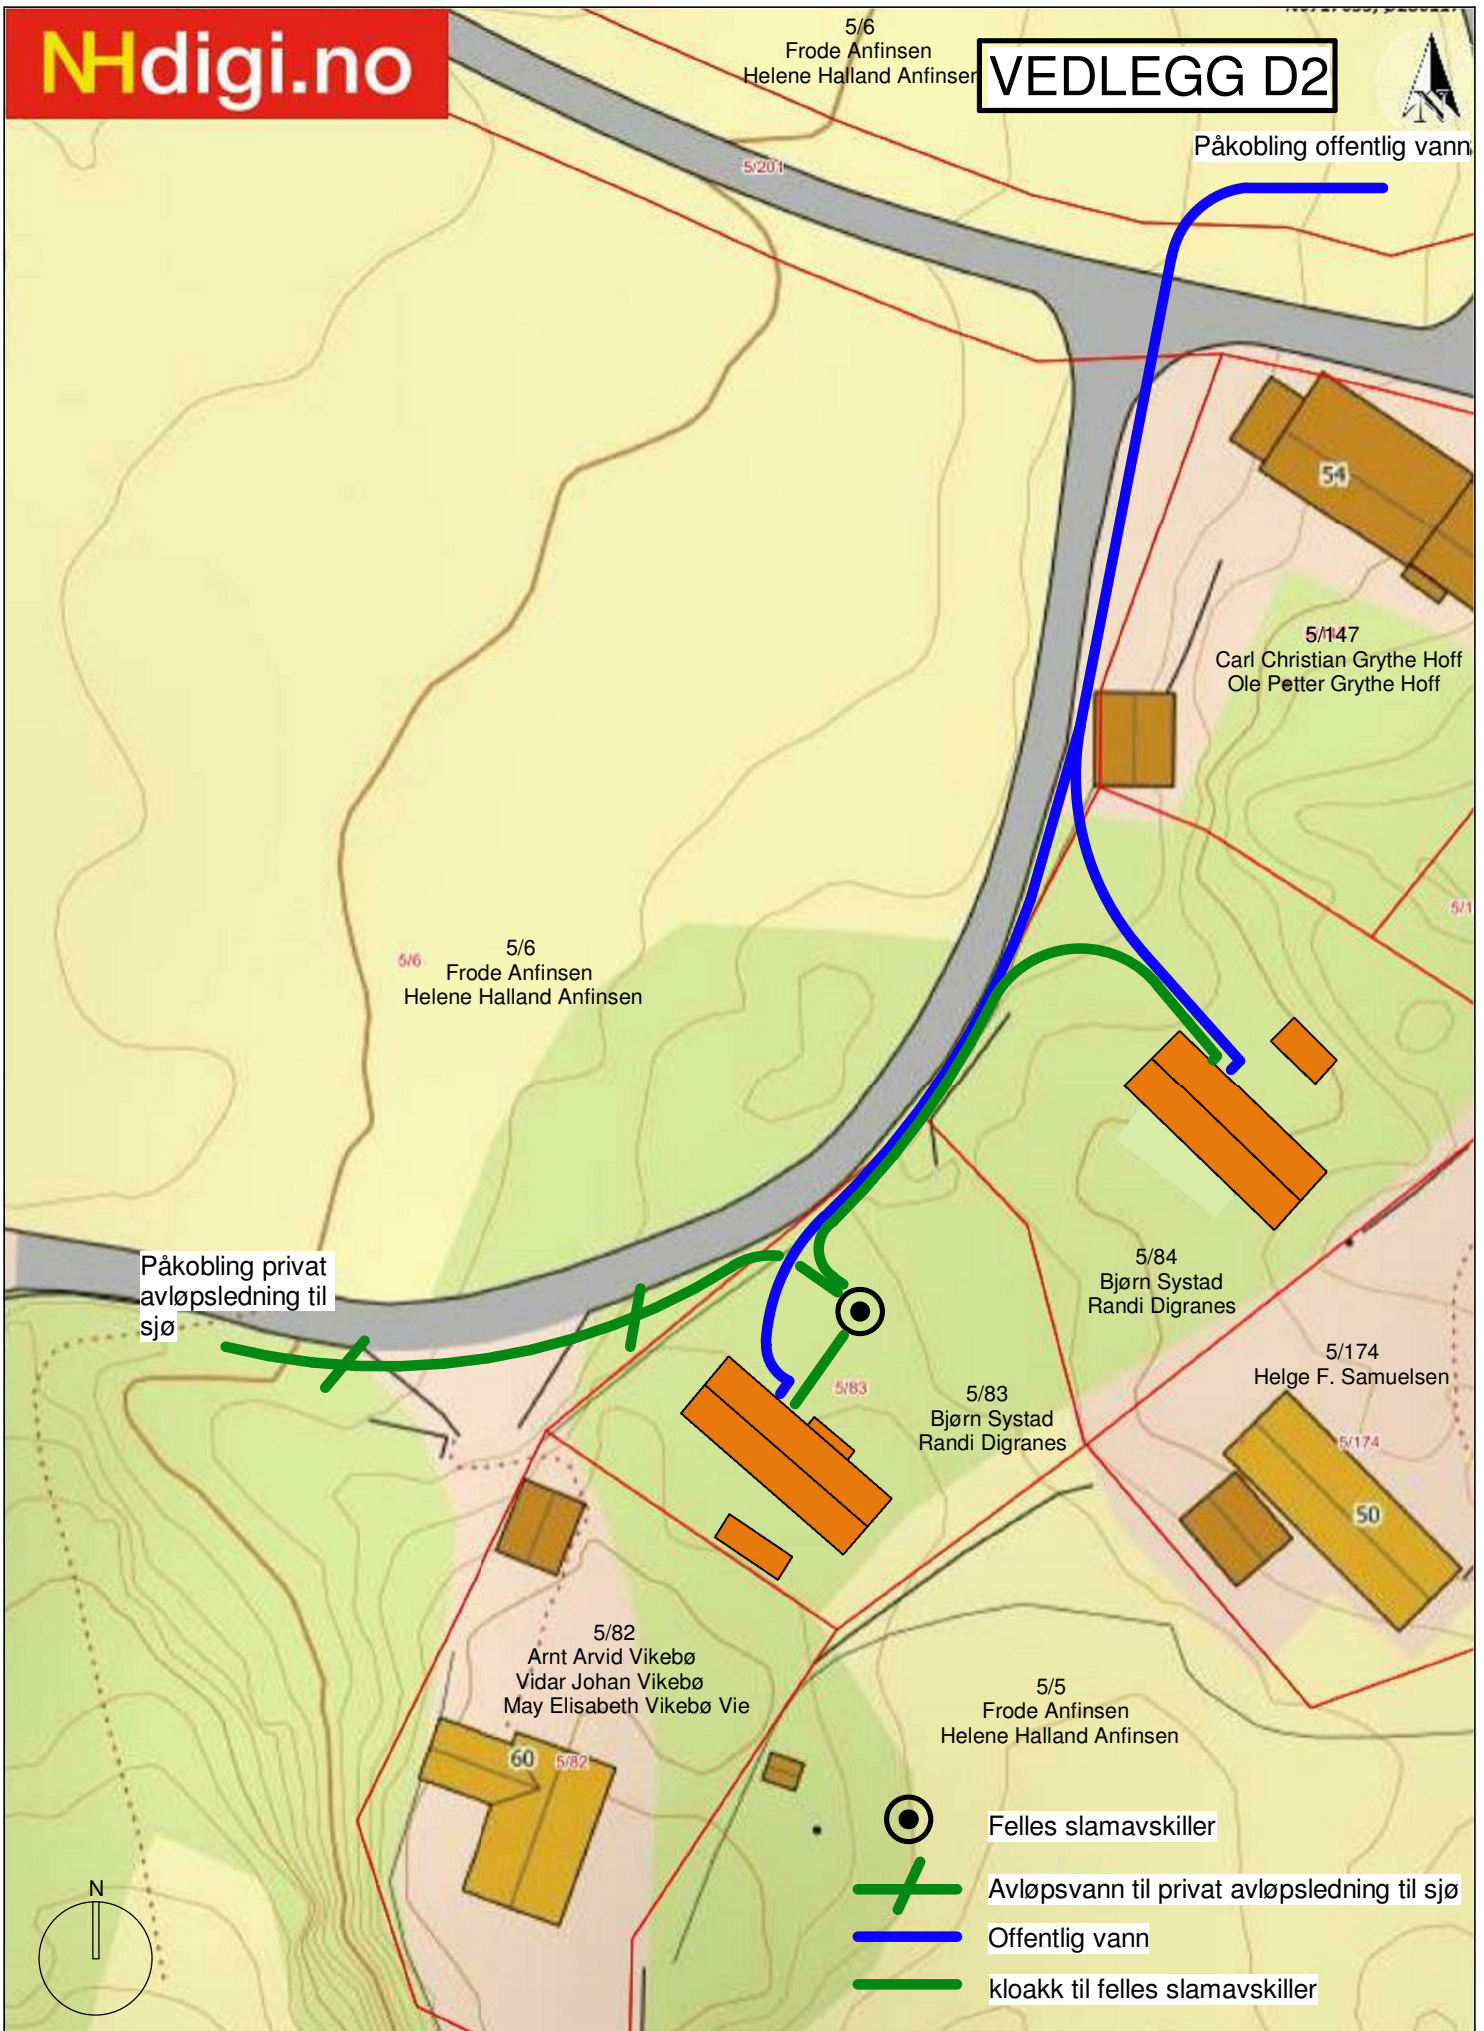 NHdigi.no
5/6
Frode Anfinsen
Helene Halland Anfinsen
VEDLEGG D2
N
Påkobling offentlig vann
5/201
54
5/147
Carl Christian Grythe Hoff
Ole Petter Grythe Hoff
5/1
5/6
5/6
Frode Anfinsen
Helene Halland Anfinsen
Påkobling privat
avløpsledning til
sjø
5/84
Bjørn Systad
Randi Digranes
5/174
Helge F. Samuelsen
5/83
5/83
Bjørn Systad
Randi Digranes
5/174
50
5/82
Arnt Arvid Vikebø
Vidar Johan Vikebø
May Elisabeth Vikebø Vie
5/5
Frode Anfinsen
Helene Halland Anfinsen
60
5/82
Felles slamavskiller
Avløpsvann til privat avløpsledning til sjø
N
Offentlig vann
kloakk til felles slamavskiller